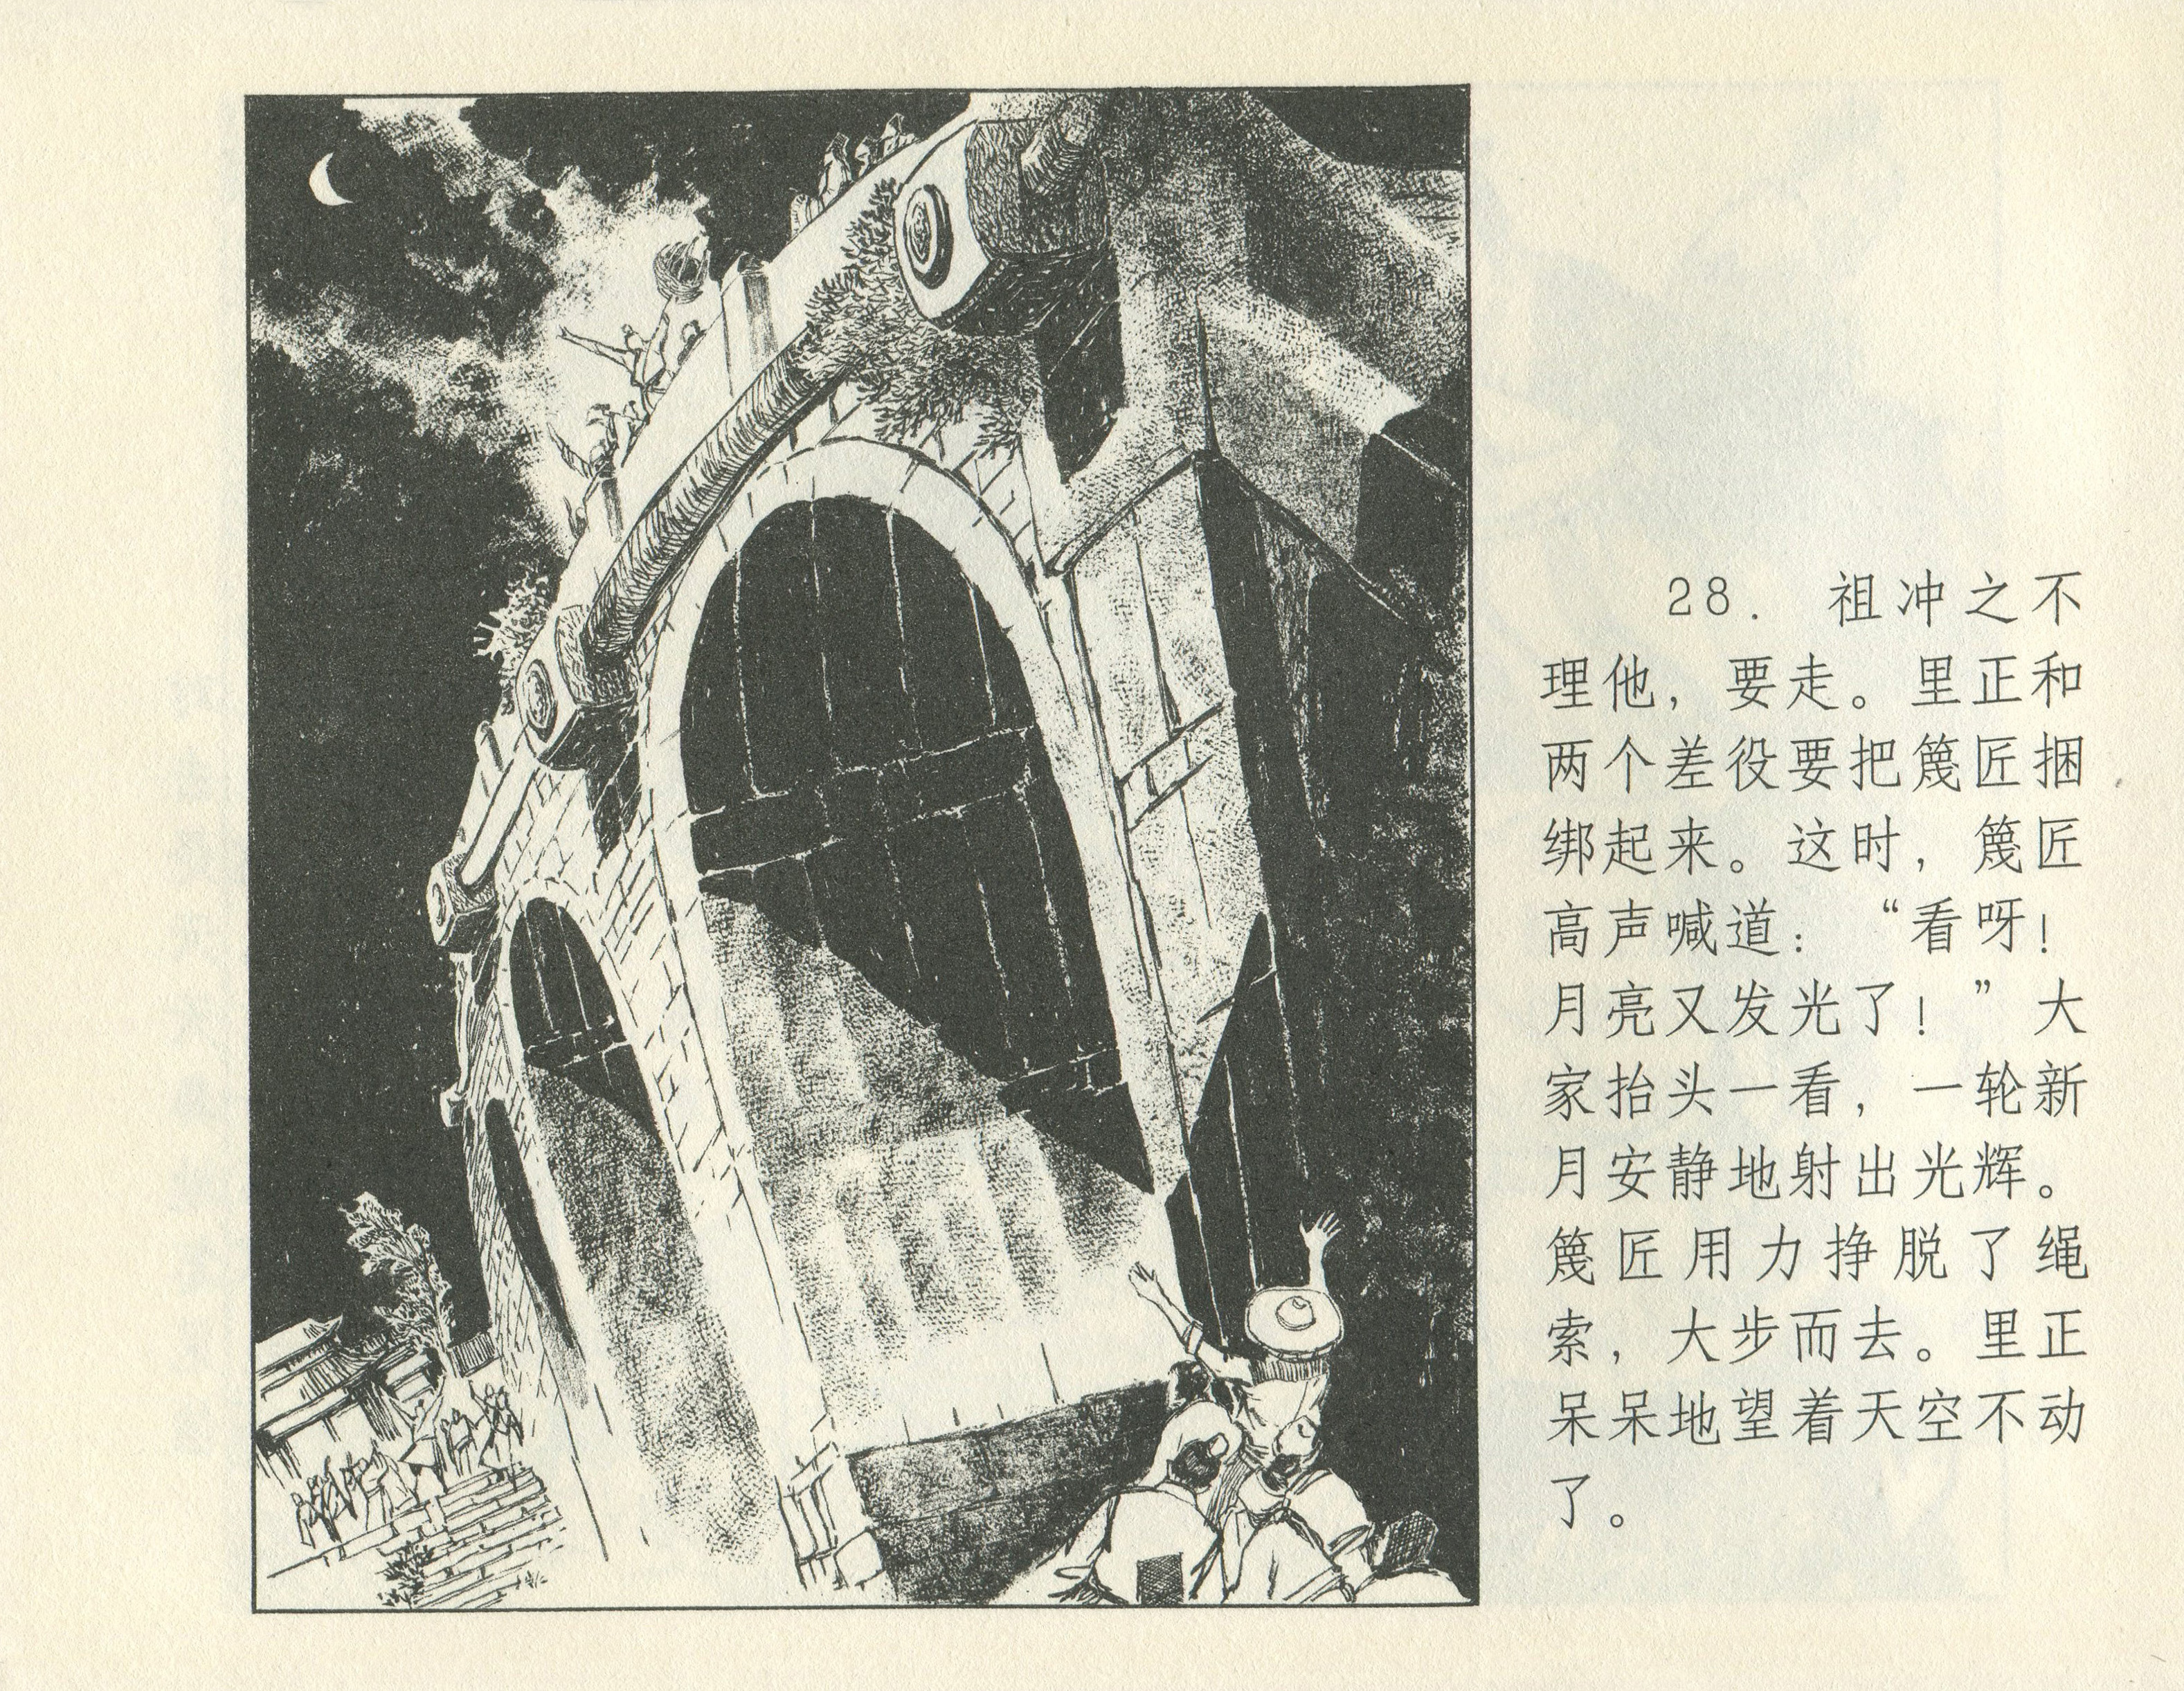 28. 祖冲之不
理他，要走。里正和
两个差役要把篾匠捆
绑起来。这时，篾匠
高声喊道：“看呀！
月亮又发光了！”大
家抬头一看，一轮新
月安静地射出光辉。
篾匠用力挣脱了绳
索，大步而去。里正
呆呆地望着天空不动
了。